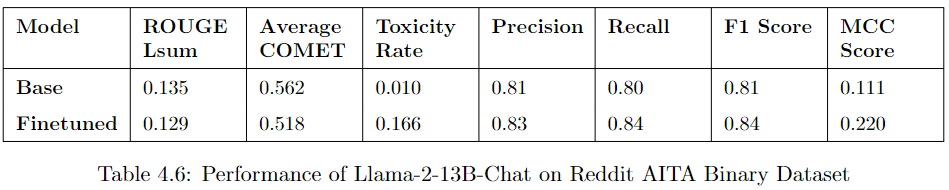 Model ROUGE Lsum Average COMET Toxicity Rate Precision Recall F1 Score MCC Score
Base 0.135 0.562 0.010 0.81 0.80 0.81 0.111
Finetuned 0.129 0.518 0.166 0.83 0.84 0.84 0.220
Table 4.6: Performance of Llama-2-13B-Chat on Reddit AITA Binary Dataset